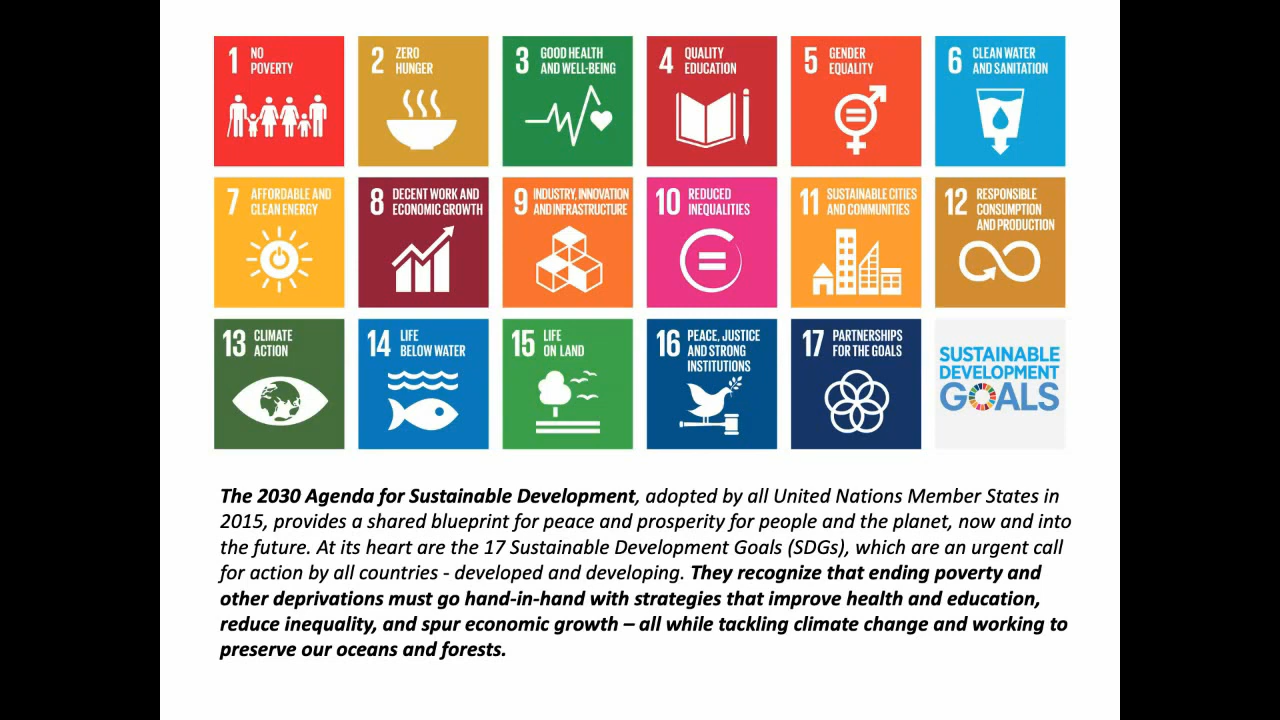 1 NO POVERTY
2 ZERO HUNGER
3 GOOD HEALTH AND WELL-BEING
4 QUALITY EDUCATION
5 GENDER EQUALITY
6 CLEAN WATER AND SANITATION
7 AFFORDABLE AND CLEAN ENERGY
8 DECENT WORK AND ECONOMIC GROWTH
9 INDUSTRY, INNOVATION AND INFRASTRUCTURE
10 REDUCED INEQUALITIES
11 SUSTAINABLE CITIES AND COMMUNITIES
12 RESPONSIBLE CONSUMPTION AND PRODUCTION
13 CLIMATE ACTION
14 LIFE BELOW WATER
15 LIFE ON LAND
16 PEACE, JUSTICE AND STRONG INSTITUTIONS
17 PARTNERSHIPS FOR THE GOALS
SUSTAINABLE
DEVELOPMENT
GOALS
The 2030 Agenda for Sustainable Development, adopted by all United Nations Member States in
2015, provides a shared blueprint for peace and prosperity for people and the planet, now and into
the future. At its heart are the 17 Sustainable Development Goals (SDGs), which are an urgent call
for action by all countries - developed and developing. They recognize that ending poverty and
other deprivations must go hand-in-hand with strategies that improve health and education,
reduce inequality, and spur economic growth – all while tackling climate change and working to
preserve our oceans and forests.